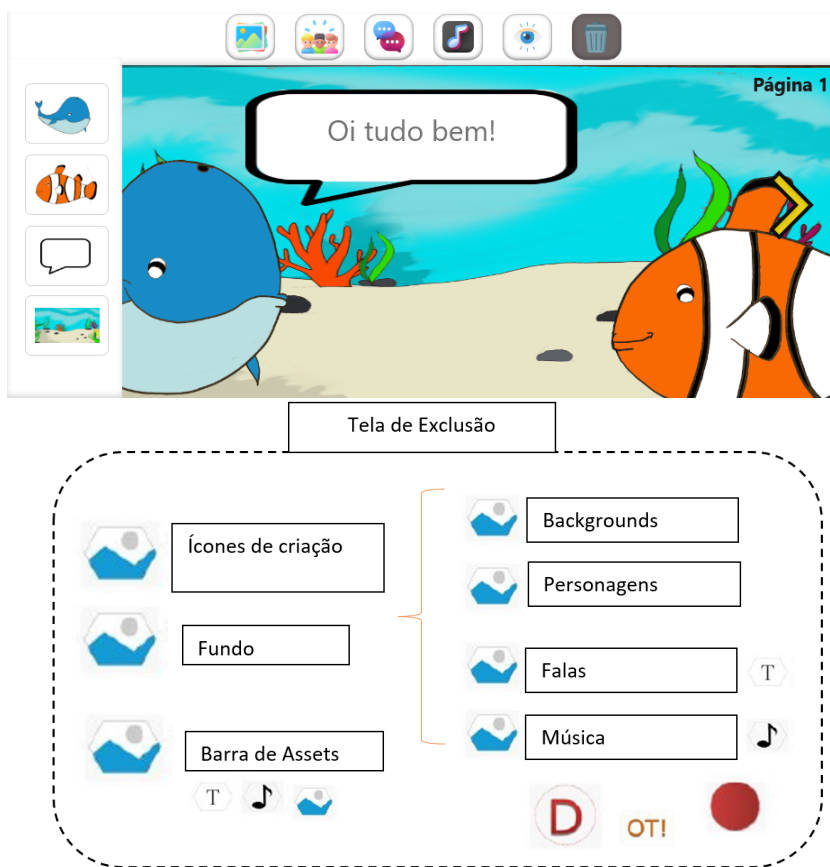 Página 1
Oi tudo bem!
Tela de Exclusão
Ícones de criação
Backgrounds
Personagens
Fundo
Falas
T
Música
Barra de Assets
T
D
OT!